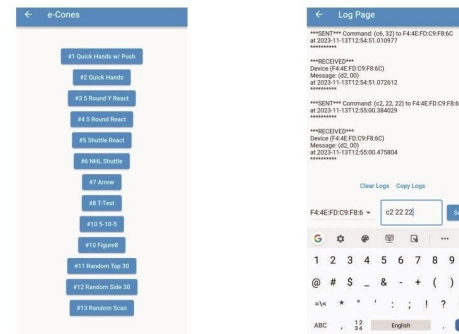 ← e-Cones
#1 Quick Hands w/ Push
#2 Quick Hands
#3 5 Round Y React
#4 5 Round React
#5 Shuttle React
#6 NHL Shuttle
#7 Arrow
#8 T-Test
#10 5-10-5
#10 Figure8
#11 Random Top 30
#12 Random Side 30
#13 Random Scan
← Log Page
***SENT*** Command: (c6, 32) to F4:4E:FD:C9:F8:6C
at 2023-11-13T12:54:51.010977
**********
***RECEIVED***
Device (F4:4E:FD:C9:F8:6C)
Message: (d2, 00)
at 2023-11-13T12:54:51.072612
**********
***SENT*** Command: (c2, 22, 22) to F4:4E:FD:C9:F8:6
at 2023-11-13T12:55:00.384029
**********
***RECEIVED***
Device (F4:4E:FD:C9:F8:6C)
Message: (d2, 00)
at 2023-11-13T12:55:00.475804
**********
Clear Logs Copy Logs
F4:4E:FD:C9:F8:6 c2 22 22
G
1 2 3 4 5 6 7 8 9
@ # $ _ & - + ( )
=\< * " ' : ; ! ?
ABC , 12 34 English .